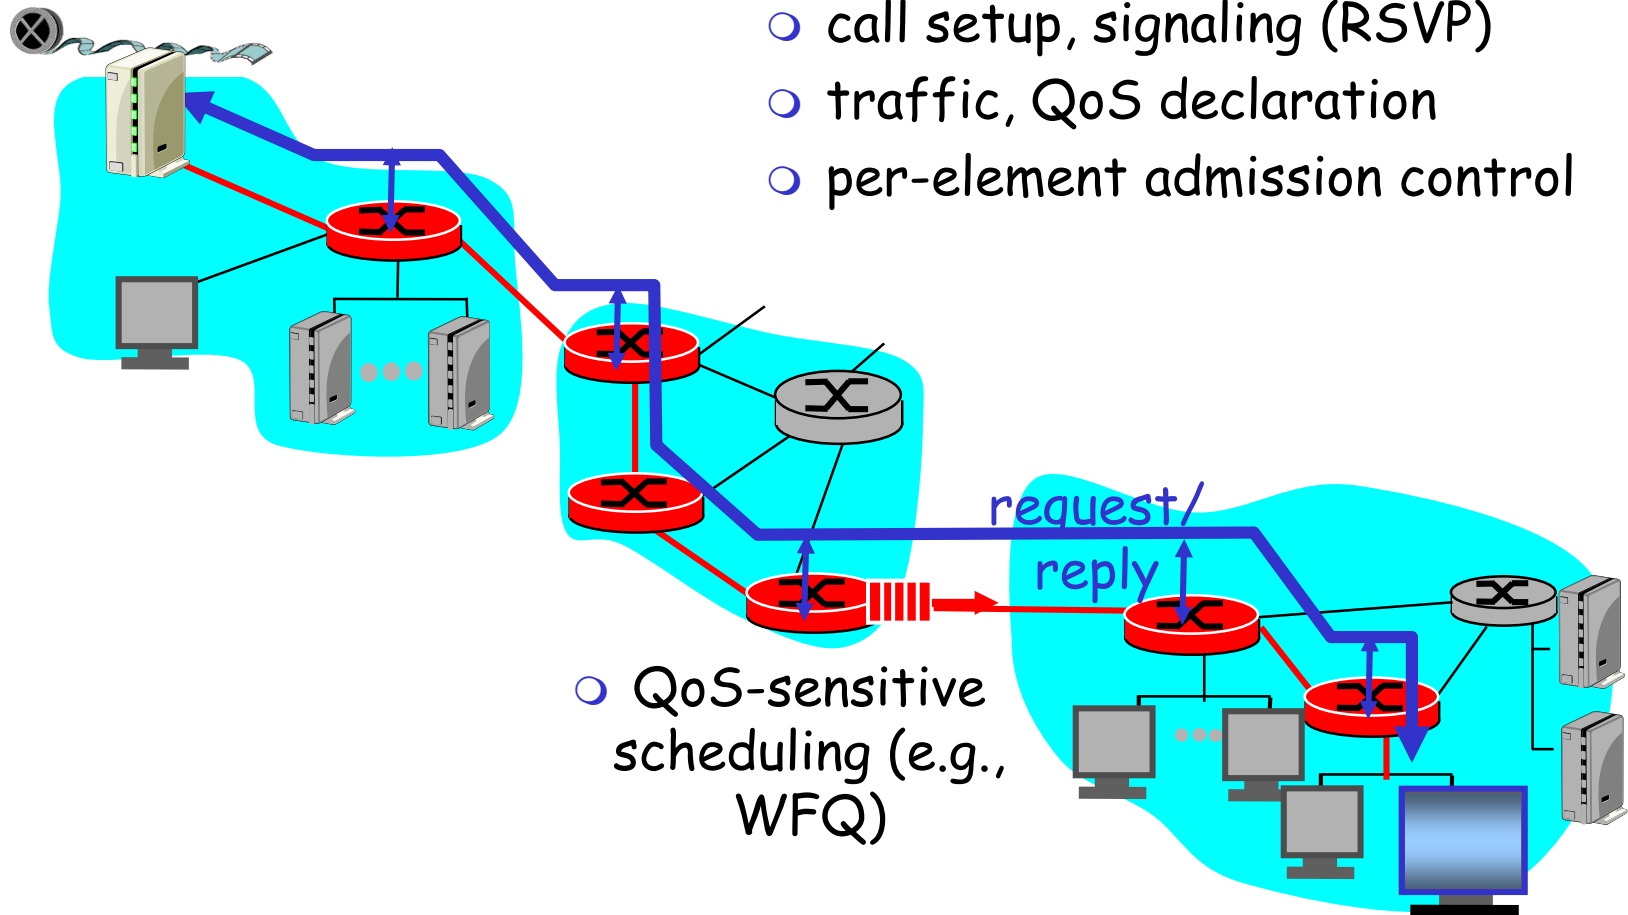 call setup, signaling (RSVP)
traffic, QoS declaration
per-element admission control
request/
reply
QoS-sensitive
scheduling (e.g.,
WFQ)